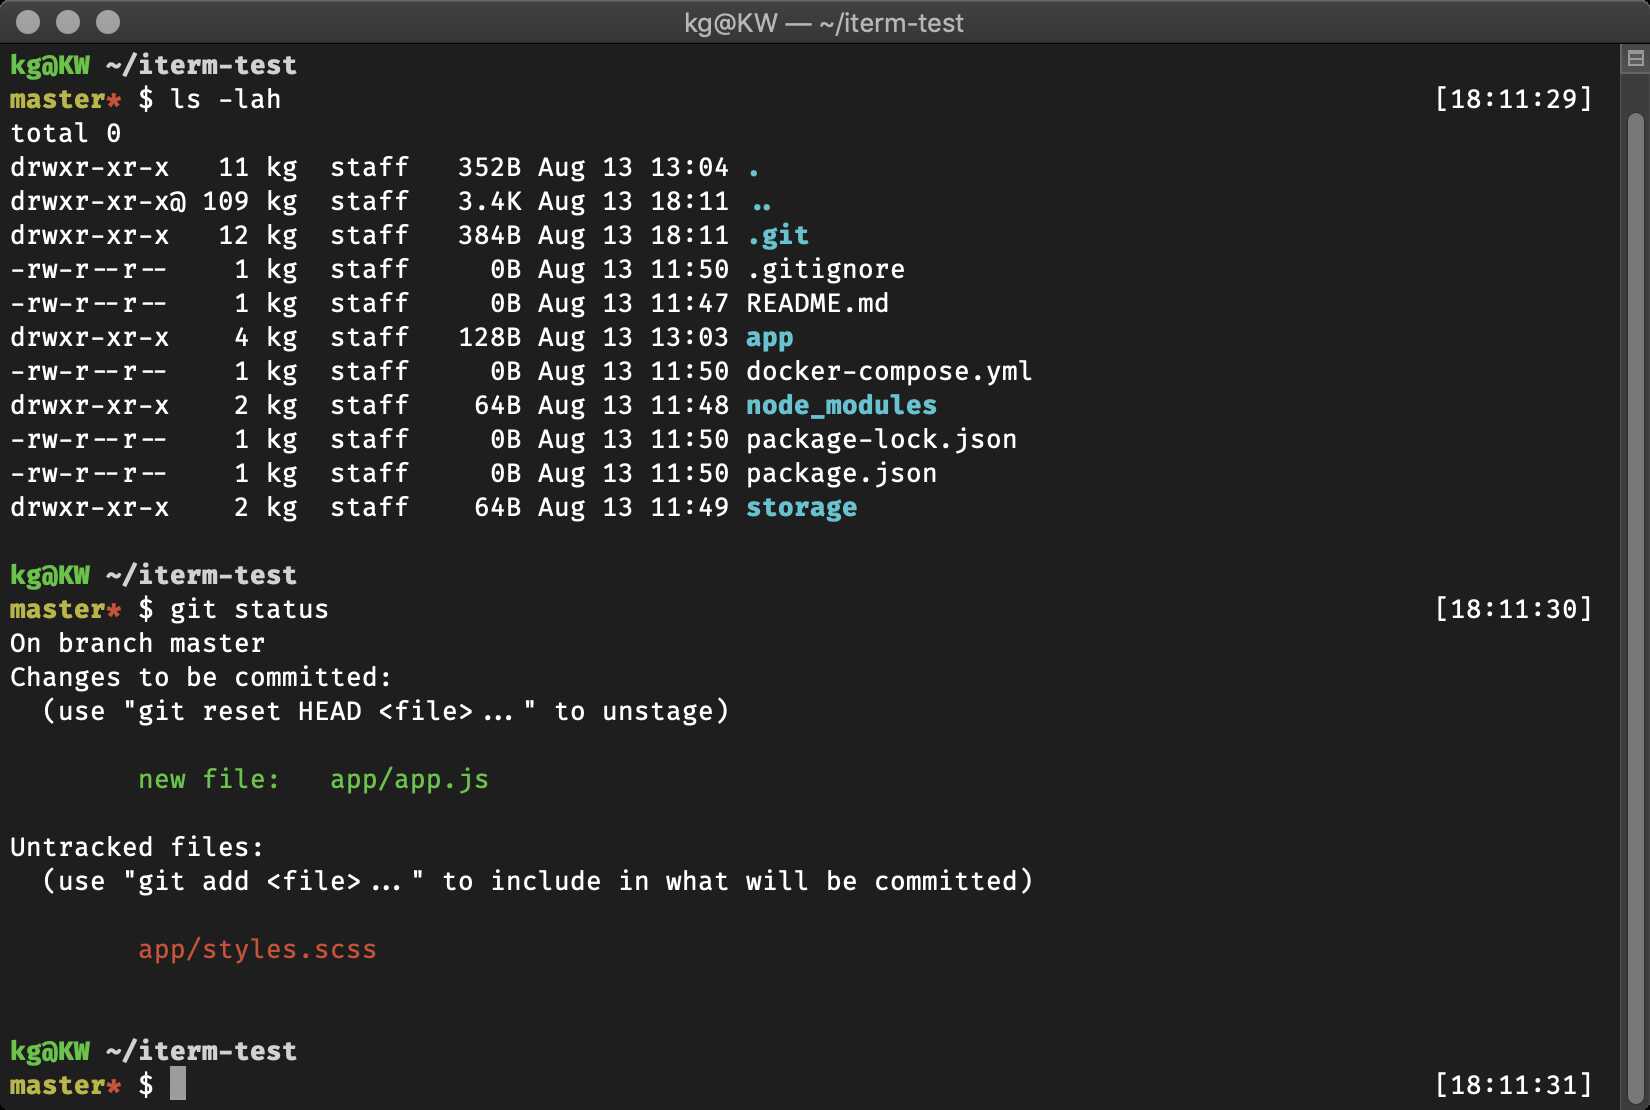 kg@KW — ~/iterm-test
kg@KW ~/iterm-test
master* $ ls -lah [18:11:29]
total 0
drwxr-xr-x   11 kg  staff   352B Aug 13 13:04 .
drwxr-xr-x@ 109 kg  staff   3.4K Aug 13 18:11 ..
drwxr-xr-x   12 kg  staff   384B Aug 13 18:11 .git
-rw-r--r--    1 kg  staff     0B Aug 13 11:50 .gitignore
-rw-r--r--    1 kg  staff     0B Aug 13 11:47 README.md
drwxr-xr-x    4 kg  staff   128B Aug 13 13:03 app
-rw-r--r--    1 kg  staff     0B Aug 13 11:50 docker-compose.yml
drwxr-xr-x    2 kg  staff    64B Aug 13 11:48 node_modules
-rw-r--r--    1 kg  staff     0B Aug 13 11:50 package-lock.json
-rw-r--r--    1 kg  staff     0B Aug 13 11:50 package.json
drwxr-xr-x    2 kg  staff    64B Aug 13 11:49 storage
kg@KW ~/iterm-test
master* $ git status [18:11:30]
On branch master
Changes to be committed:
  (use "git reset HEAD <file>..." to unstage)
        new file:   app/app.js
Untracked files:
  (use "git add <file>..." to include in what will be committed)
        app/styles.scss
kg@KW ~/iterm-test
master* $ [18:11:31]